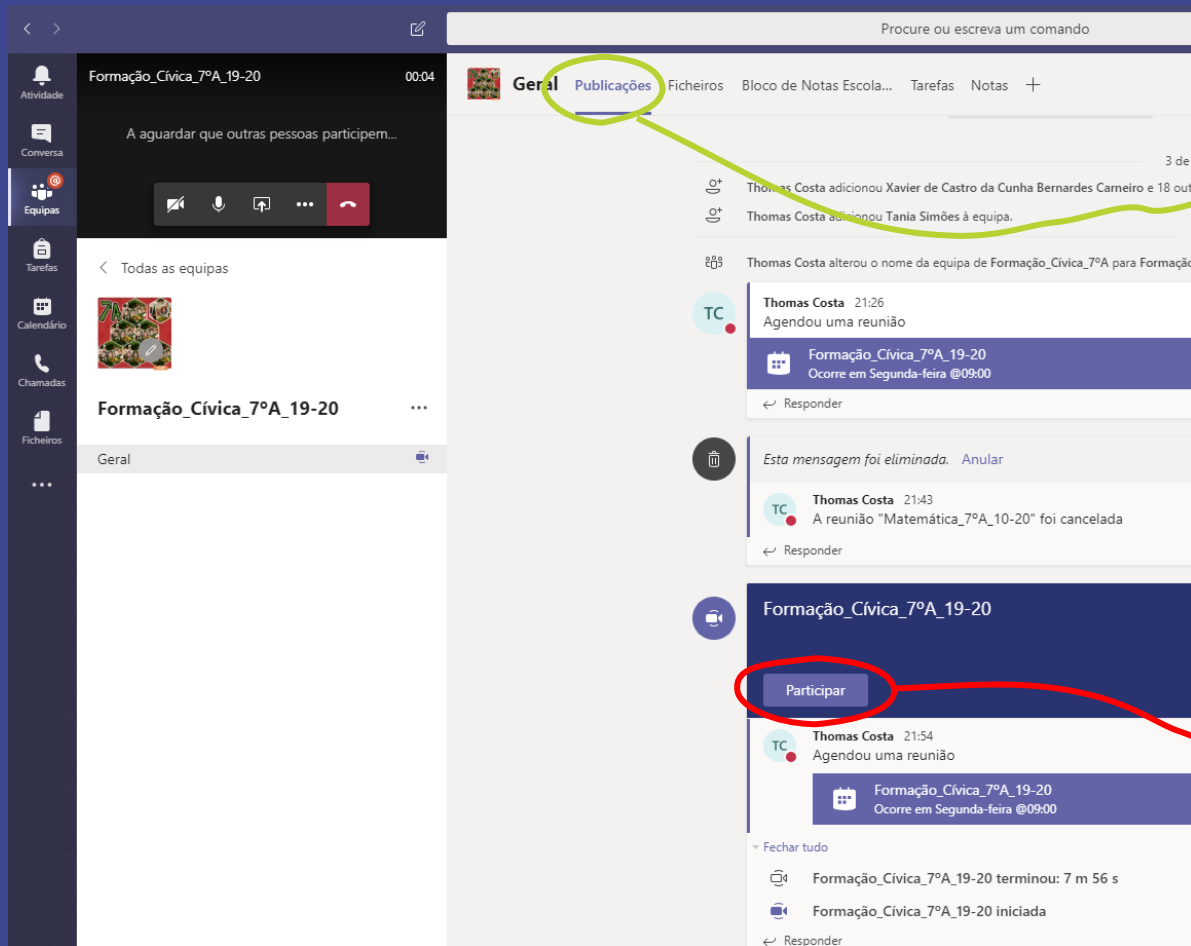 Procure ou escreva um comando
Atividade
Conversa
Equipas
Tarefas
Calendário
Chamadas
Ficheiros
Formação_Cívica_7ºA_19-20 00:04
A aguardar que outras pessoas participem...
Todas as equipas
7A
Formação_Cívica_7ºA_19-20
Geral
Geral Publicações Ficheiros Bloco de Notas Escola... Tarefas Notas
3 de
Thomas Costa adicionou Xavier de Castro da Cunha Bernardes Carneiro e 18 out
Thomas Costa adicionou Tania Simões à equipa.
Thomas Costa alterou o nome da equipa de Formação_Cívica_7ºA para Formação
TC
Thomas Costa 21:26
Agendou uma reunião
Formação_Cívica_7ºA_19-20
Ocorre em Segunda-feira @09:00
Responder
Esta mensagem foi eliminada. Anular
TC
Thomas Costa 21:43
A reunião "Matemática_7ºA_10-20" foi cancelada
Responder
Formação_Cívica_7ºA_19-20
Participar
TC
Thomas Costa 21:54
Agendou uma reunião
Formação_Cívica_7ºA_19-20
Ocorre em Segunda-feira @09:00
Fechar tudo
Formação_Cívica_7ºA_19-20 terminou: 7 m 56 s
Formação_Cívica_7ºA_19-20 iniciada
Responder